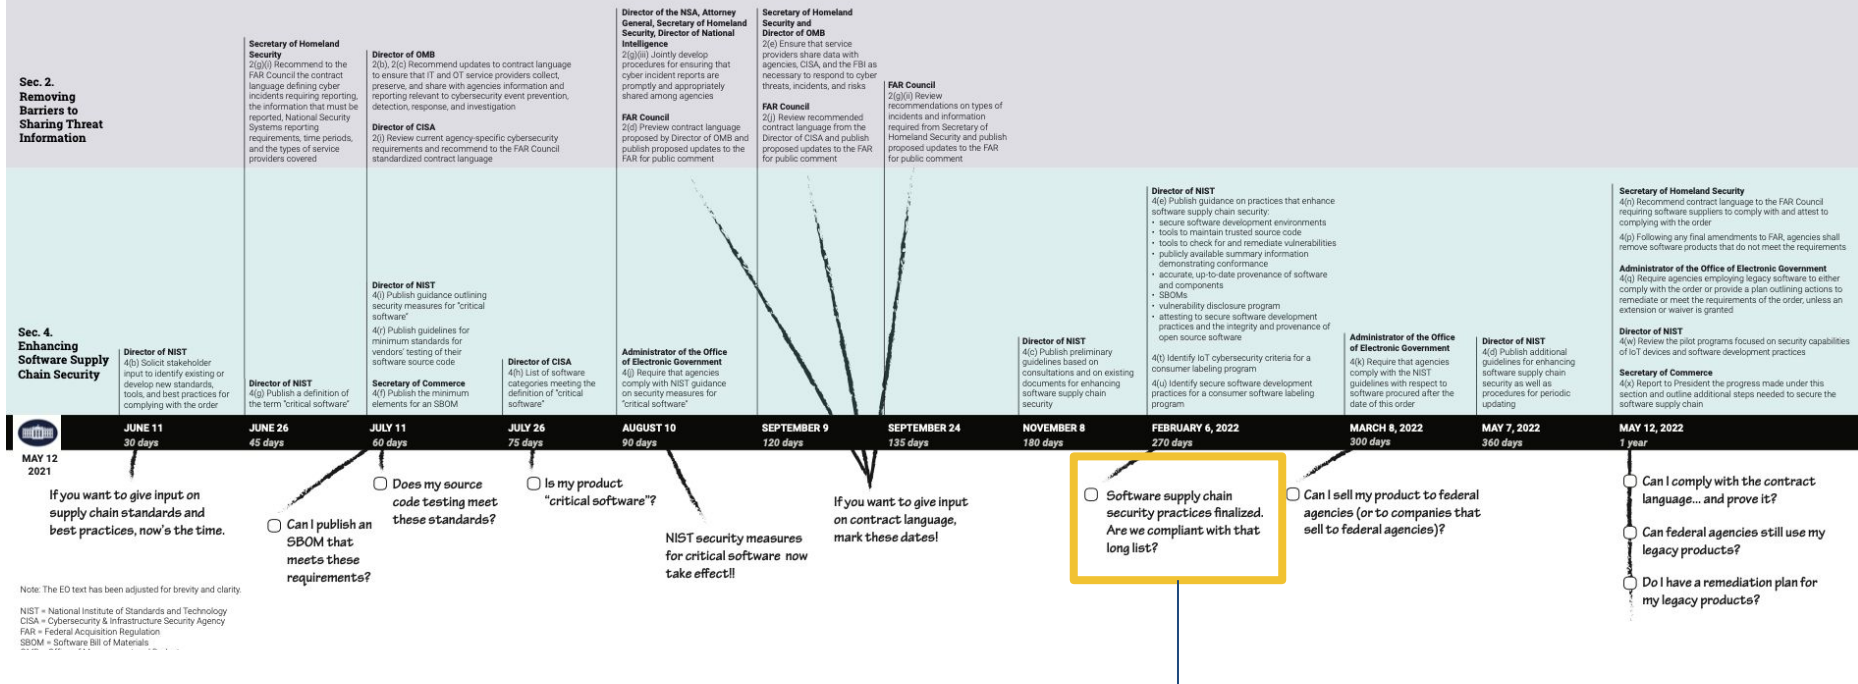 Sec. 2.
Removing
Barriers to
Sharing Threat
Information
Secretary of Homeland
Security
2(g)(i) Recommend to the
FAR Council the contract
language defining cyber
incidents requiring reporting,
the information that must be
reported, National Security
Systems reporting
requirements, time periods,
and the types of service
providers covered
Director of OMB
2(b), 2(c) Recommend updates to contract language
to ensure that IT and OT service providers collect,
preserve, and share with agencies information and
reporting relevant to cybersecurity event prevention,
detection, response, and investigation
Director of CISA
2(i) Review current agency-specific cybersecurity
requirements and recommend to the FAR Council
standardized contract language
Director of the NSA, Attorney
General, Secretary of Homeland
Security, Director of National
Intelligence
2(g)(iii) Jointly develop
procedures for ensuring that
cyber incident reports are
promptly and appropriately
shared among agencies
FAR Council
2(d) Preview contract language
proposed by Director of OMB and
publish proposed updates to the
FAR for public comment
Secretary of Homeland
Security and
Director of OMB
2(e) Ensure that service
providers share data with
agencies, CISA, and the FBI as
necessary to respond to cyber
threats, incidents, and risks
FAR Council
2(j) Review recommended
contract language from the
Director of CISA and publish
proposed updates to the FAR
for public comment
FAR Council
2(g)(ii) Review
recommendations on types of
incidents and information
required from Secretary of
Homeland Security and publish
proposed updates to the FAR
for public comment
Sec. 4.
Enhancing
Software Supply
Chain Security
Director of NIST
4(b) Solicit stakeholder
input to identify existing or
develop new standards,
tools, and best practices for
complying with the order
Director of NIST
4(g) Publish a definition of
the term "critical software"
Director of NIST
4(i) Publish guidance outlining
security measures for "critical
software"
4(r) Publish guidelines for
minimum standards for
vendors' testing of their
software source code
Secretary of Commerce
4(f) Publish the minimum
elements for an SBOM
Director of CISA
4(h) List of software
categories meeting the
definition of "critical
software"
Administrator of the Office
of Electronic Government
4(j) Require that agencies
comply with NIST guidance
on security measures for
"critical software"
Director of NIST
4(c) Publish preliminary
guidelines based on
consultations and on existing
documents for enhancing
software supply chain
security
Director of NIST
4(e) Publish guidance on practices that enhance
software supply chain security:
• secure software development environments
• tools to maintain trusted source code
• tools to check for and remediate vulnerabilities
• publicly available summary information
demonstrating conformance
• accurate, up-to-date provenance of software
and components
• SBOMs
• vulnerability disclosure program
• attesting to secure software development
practices and the integrity and provenance of
open source software
4(t) Identify IoT cybersecurity criteria for a
consumer labeling program
4(u) Identify secure software development
practices for a consumer software labeling
program
Administrator of the Office
of Electronic Government
4(k) Require that agencies
comply with the NIST
guidelines with respect to
software procured after the
date of this order
Director of NIST
4(d) Publish additional
guidelines for enhancing
software supply chain
security as well as
procedures for periodic
updating
Secretary of Homeland Security
4(n) Recommend contract language to the FAR Council
requiring software suppliers to comply with and attest to
complying with the order
4(p) Following any final amendments to FAR, agencies shall
remove software products that do not meet the requirements
Administrator of the Office of Electronic Government
4(q) Require agencies employing legacy software to either
comply with the order or provide a plan outlining actions to
remediate or meet the requirements of the order, unless an
extension or waiver is granted
Director of NIST
4(w) Review the pilot programs focused on security capabilities
of IoT devices and software development practices
Secretary of Commerce
4(x) Report to President the progress made under this
section and outline additional steps needed to secure the
software supply chain
MAY 12
2021
JUNE 11
30 days
JUNE 26
45 days
JULY 11
60 days
JULY 26
75 days
AUGUST 10
90 days
SEPTEMBER 9
120 days
SEPTEMBER 24
135 days
NOVEMBER 8
180 days
FEBRUARY 6, 2022
270 days
MARCH 8, 2022
300 days
MAY 7, 2022
360 days
MAY 12, 2022
1 year
If you want to give input on
supply chain standards and
best practices, now's the time.
Can I publish an
SBOM that
meets these
requirements?
Does my source
code testing meet
these standards?
Is my product
"critical software"?
NIST security measures
for critical software now
take effect!!
If you want to give input
on contract language,
mark these dates!
Software supply chain
security practices finalized.
Are we compliant with that
long list?
Can I sell my product to federal
agencies (or to companies that
sell to federal agencies)?
Can I comply with the contract
language... and prove it?
Can federal agencies still use my
legacy products?
Do I have a remediation plan for
my legacy products?
Note: The EO text has been adjusted for brevity and clarity.
NIST = National Institute of Standards and Technology
CISA = Cybersecurity & Infrastructure Security Agency
FAR = Federal Acquisition Regulation
SBOM = Software Bill of Materials